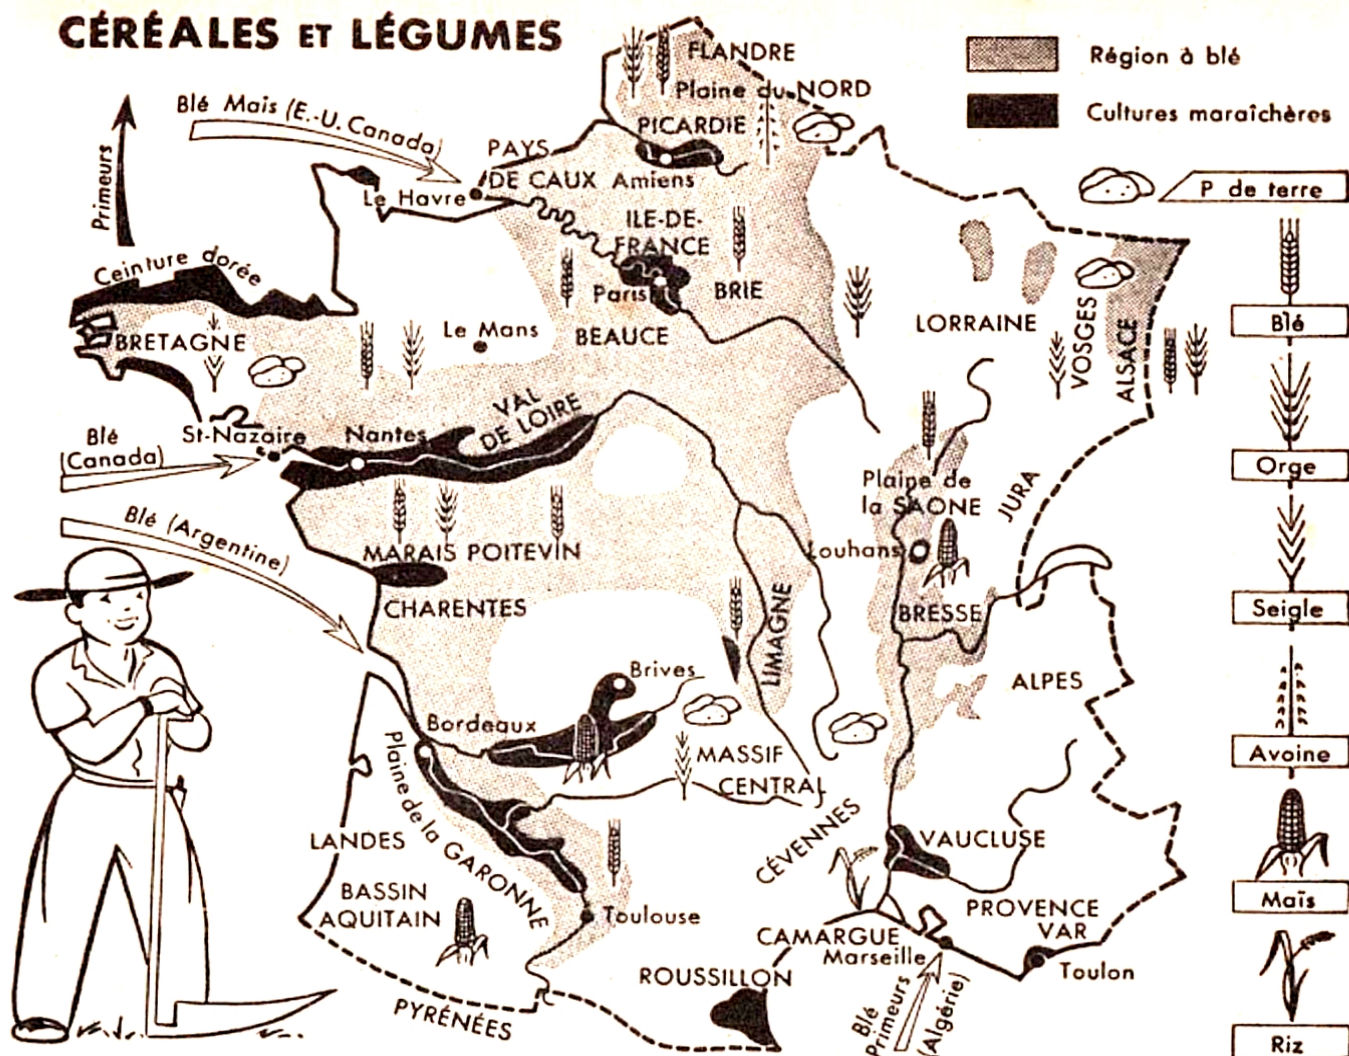 CÉRÉALES ET LÉGUMES
Région à blé
Cultures maraîchères
P de terre
Blé
Orge
Seigle
Avoine
Maïs
Riz
Blé Maïs (E.-U. Canada)
Primeurs
FLANDRE
Plaine du NORD
PICARDIE
PAYS
DE CAUX
Amiens
Le Havre
ILE-DE-
FRANCE
Paris
BRIE
BEAUCE
Ceinture dorée
BRETAGNE
Le Mans
LORRAINE
VOSGES
ALSACE
St-Nazaire
Nantes
VAL
DE LOIRE
Blé
(Canada)
Blé (Argentine)
Plaine de
la SAONE
JURA
Louhans
BRESSE
MARAIS POITEVIN
CHARENTES
LIMAGNE
Brives
Bordeaux
ALPES
MASSIF
CENTRAL
Plaine de la GARONNE
LANDES
BASSIN
AQUITAIN
Toulouse
CÉVENNES
VAUCLUSE
PROVENCE
VAR
CAMARGUE
Marseille
Toulon
ROUSSILLON
PYRÉNÉES
Blé
Primeurs
(Algérie)